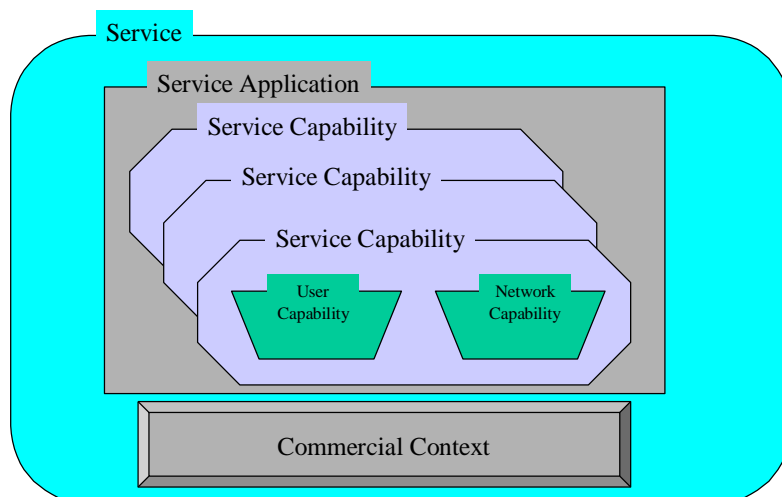 Service
Service Application
Service Capability
Service Capability
Service Capability
User
Capability
Network
Capability
Commercial Context